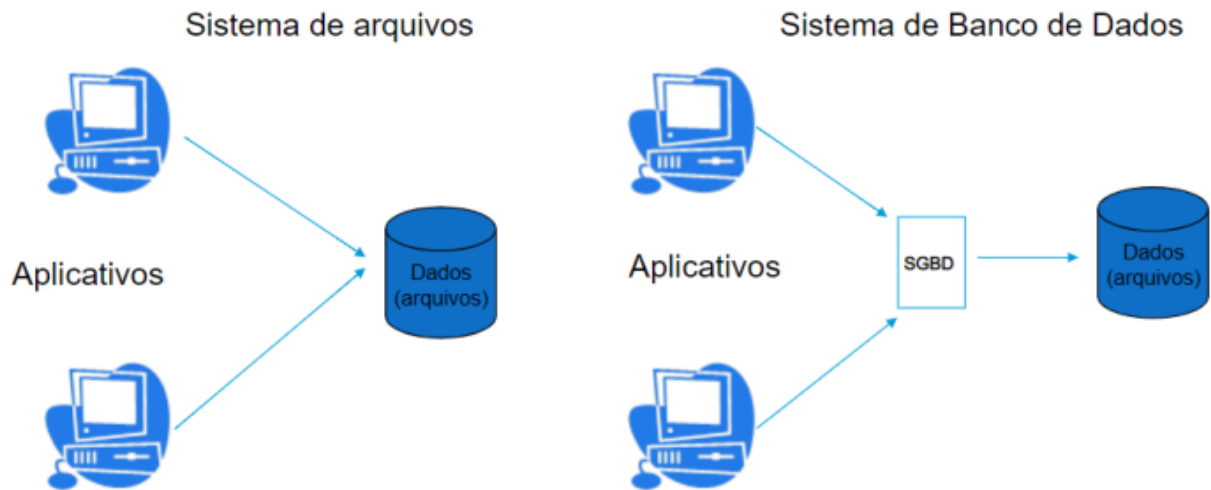 Sistema de arquivos
Aplicativos
Dados
(arquivos)
Sistema de Banco de Dados
Aplicativos
SGBD
Dados
(arquivos)